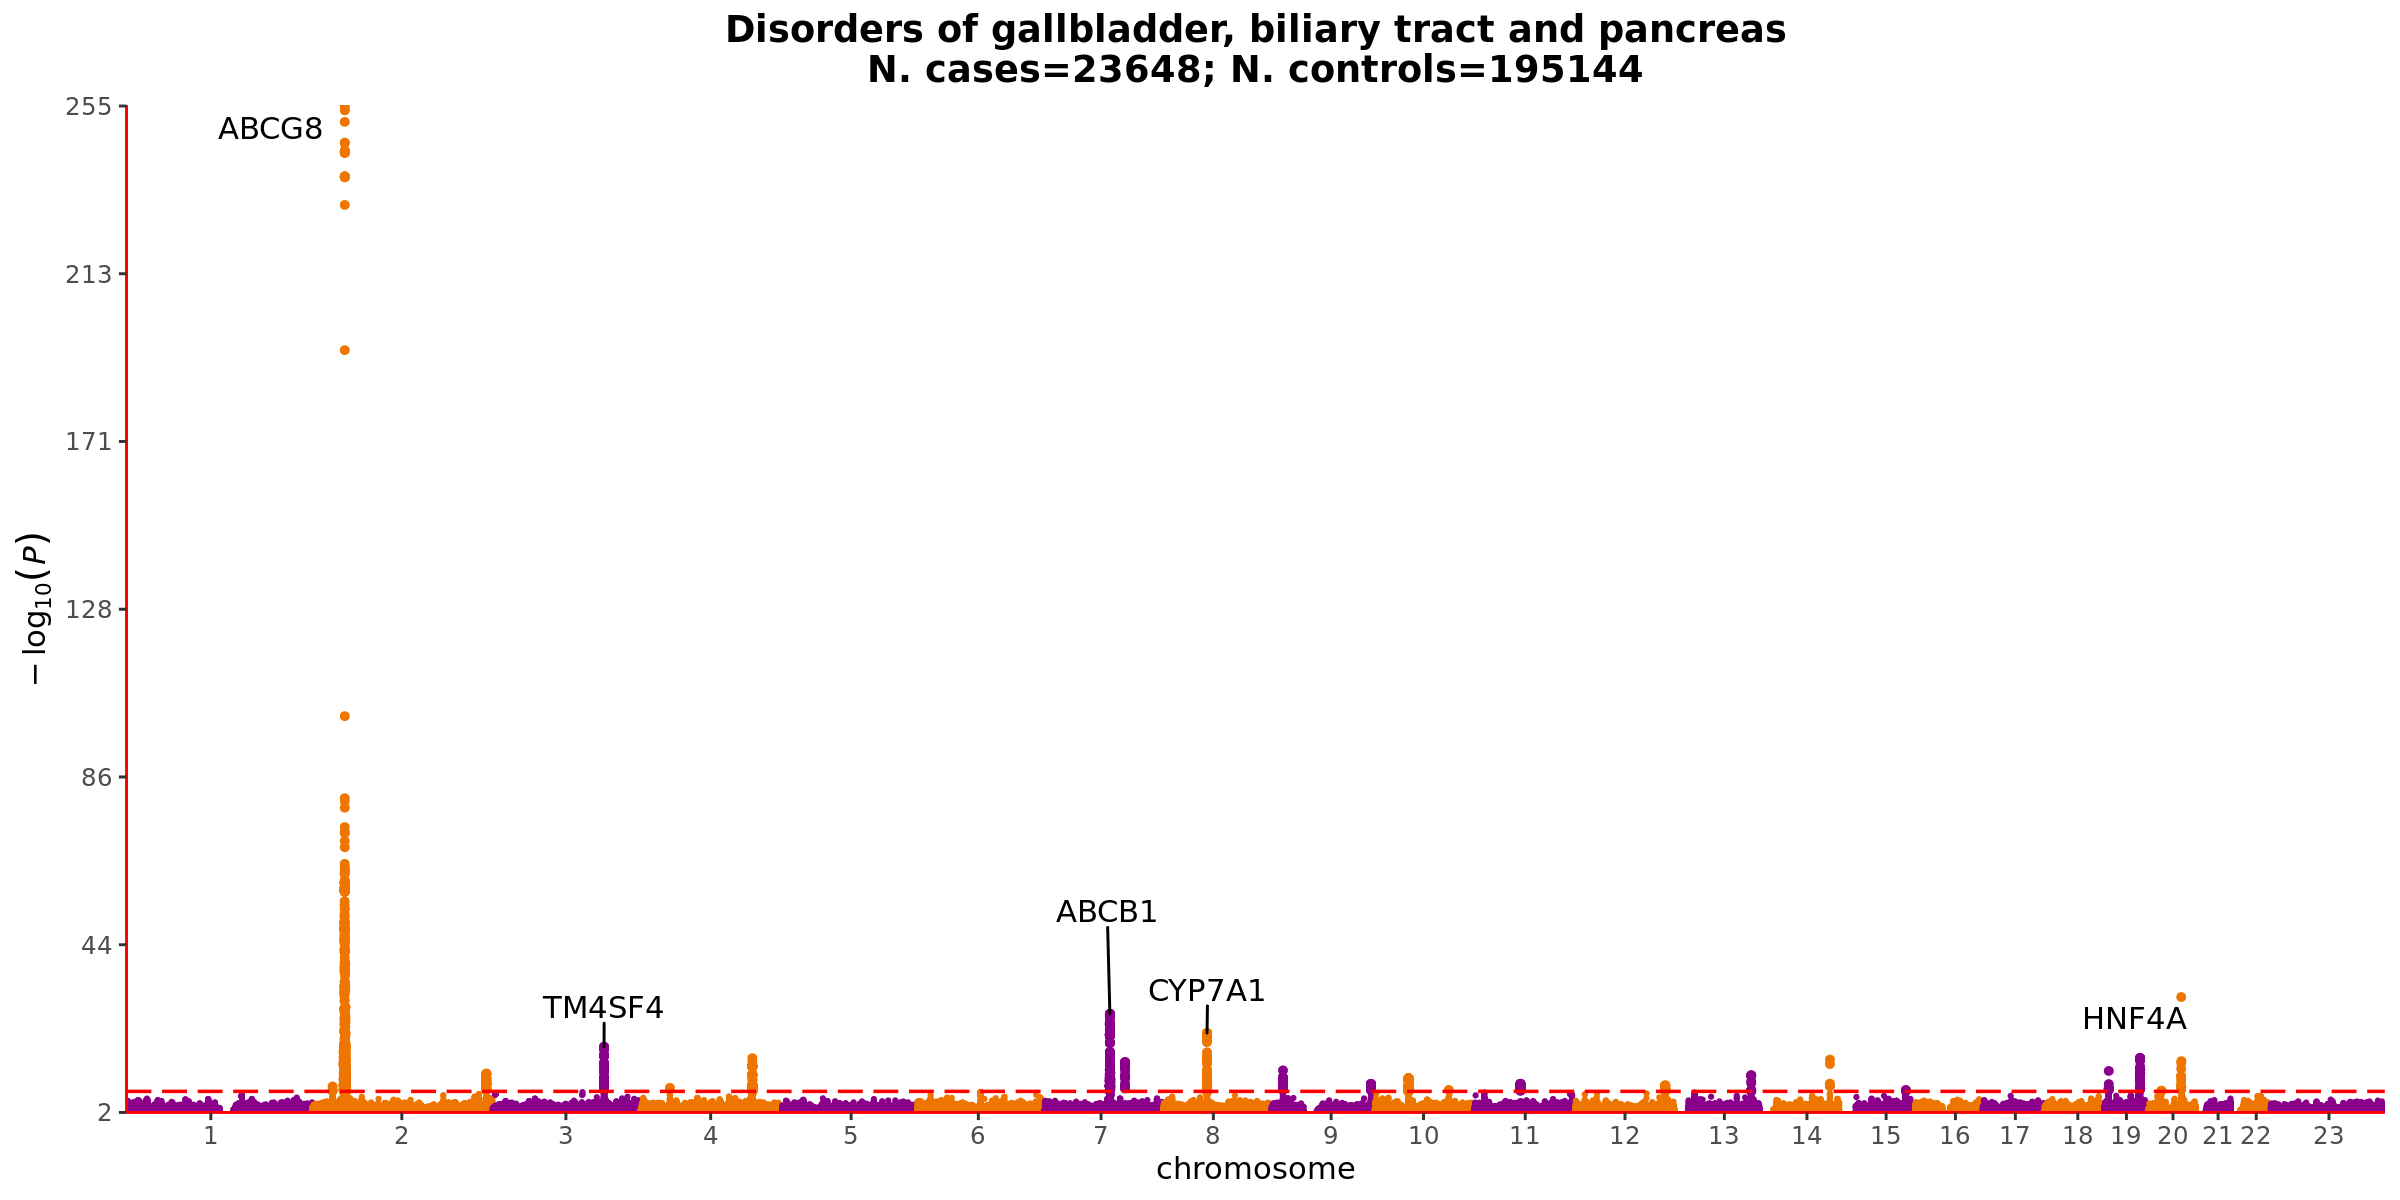 Disorders of gallbladder, biliary tract and pancreas
N. cases=23648; N. controls=195144
255
ABCG8
213
171
128
− log₁₀(P)
86
44
ABCB1
CYP7A1
TM4SF4
HNF4A
2
1 2 3 4 5 6 7 8 9 10 11 12 13 14 15 16 17 18 19 20 21 22 23
chromosome